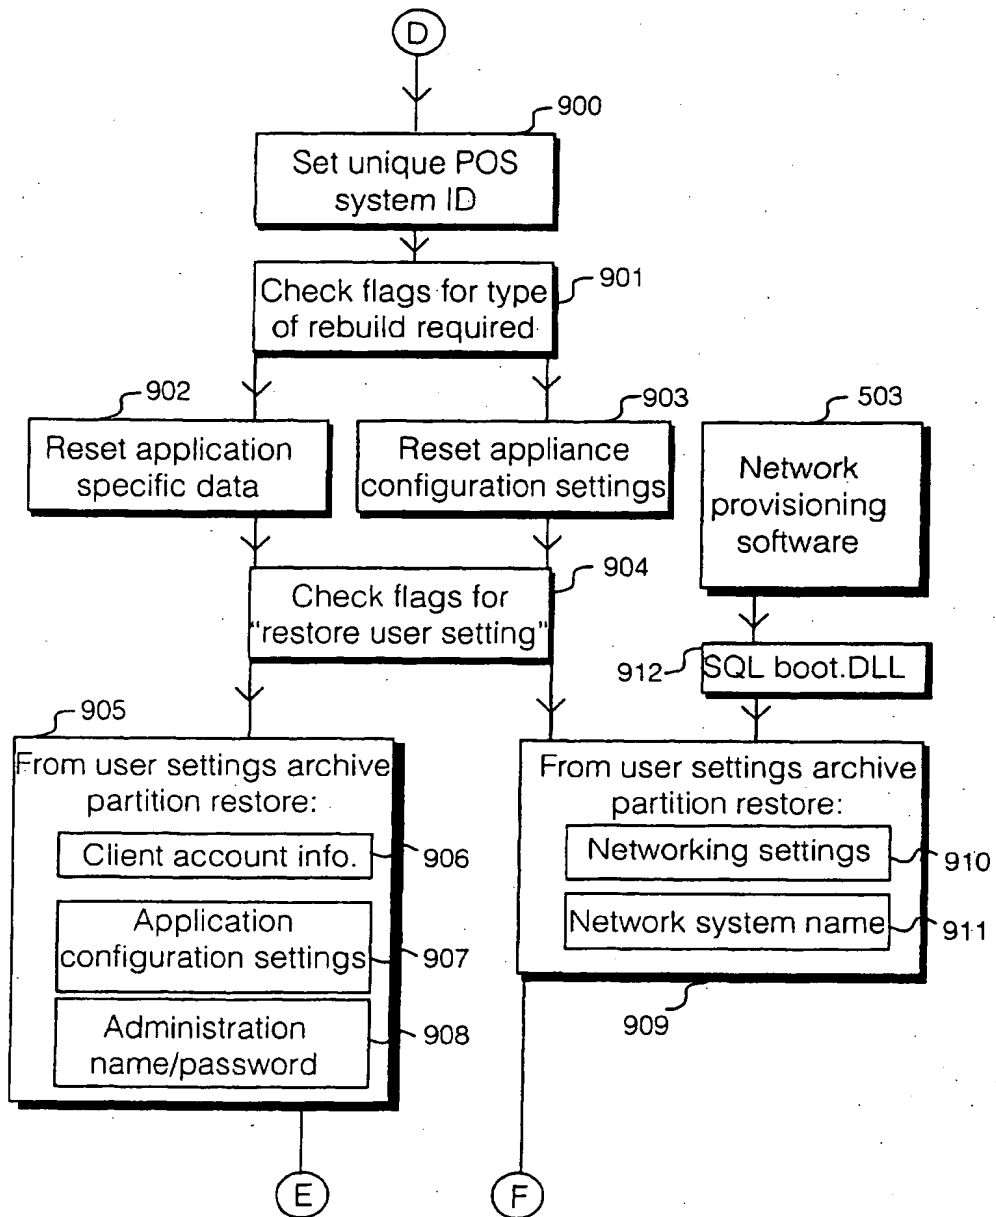 D
900
Set unique POS
system ID
901
Check flags for type
of rebuild required
902
Reset application
specific data
903
Reset appliance
configuration settings
503
Network
provisioning
software
904
Check flags for
“restore user setting”
912
SQL boot.DLL
905
From user settings archive
partition restore:
Client account info.
906
Application
configuration settings
907
Administration
name/password
908
From user settings archive
partition restore:
Networking settings
910
Network system name
911
909
E
F